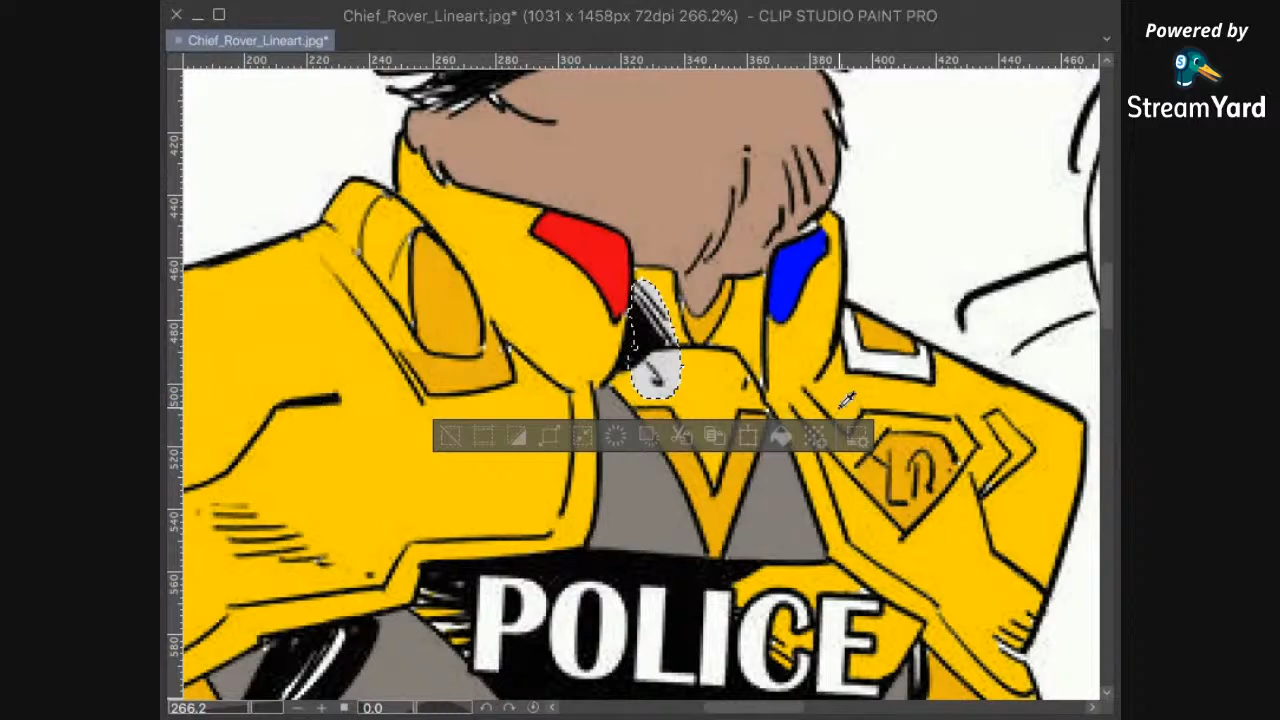 Chief_Rover_Lineart.jpg* (1031 x 1458px 72dpi 266.2%) - CLIP STUDIO PAINT PRO
Powered by
StreamYard
Chief_Rover_Lineart.jpg*
200 220 240 260 280 300 320 340 360 380 400 420 440 460
420
440
460
480
500
520
540
560
580
POLICE
266.2
0.0